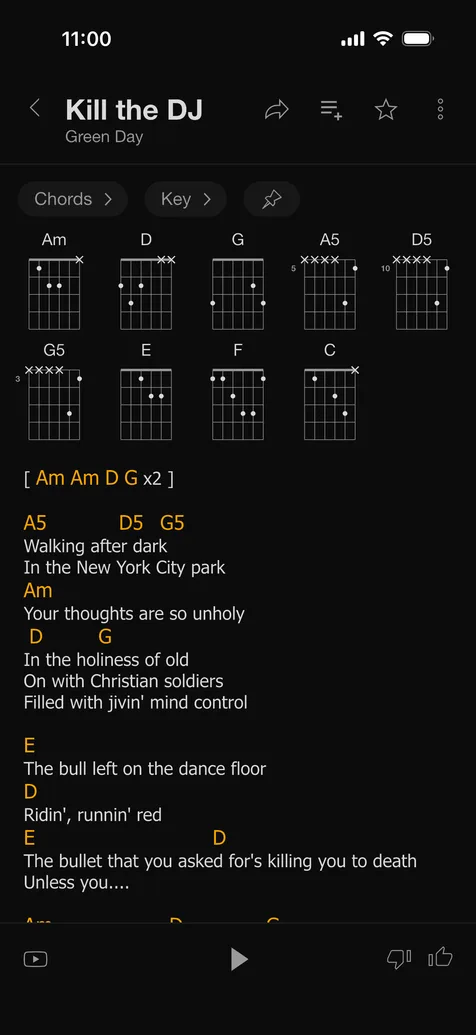 11:00
Kill the DJ
Green Day
Chords
Key
Am D G A5 D5
5 10
G5 E F C
3
[ Am Am D G x2 ]
A5 D5 G5
Walking after dark
In the New York City park
Am
Your thoughts are so unholy
D G
In the holiness of old
On with Christian soldiers
Filled with jivin' mind control
E
The bull left on the dance floor
D
Ridin', runnin' red
E D
The bullet that you asked for's killing you to death
Unless you....
Am D G